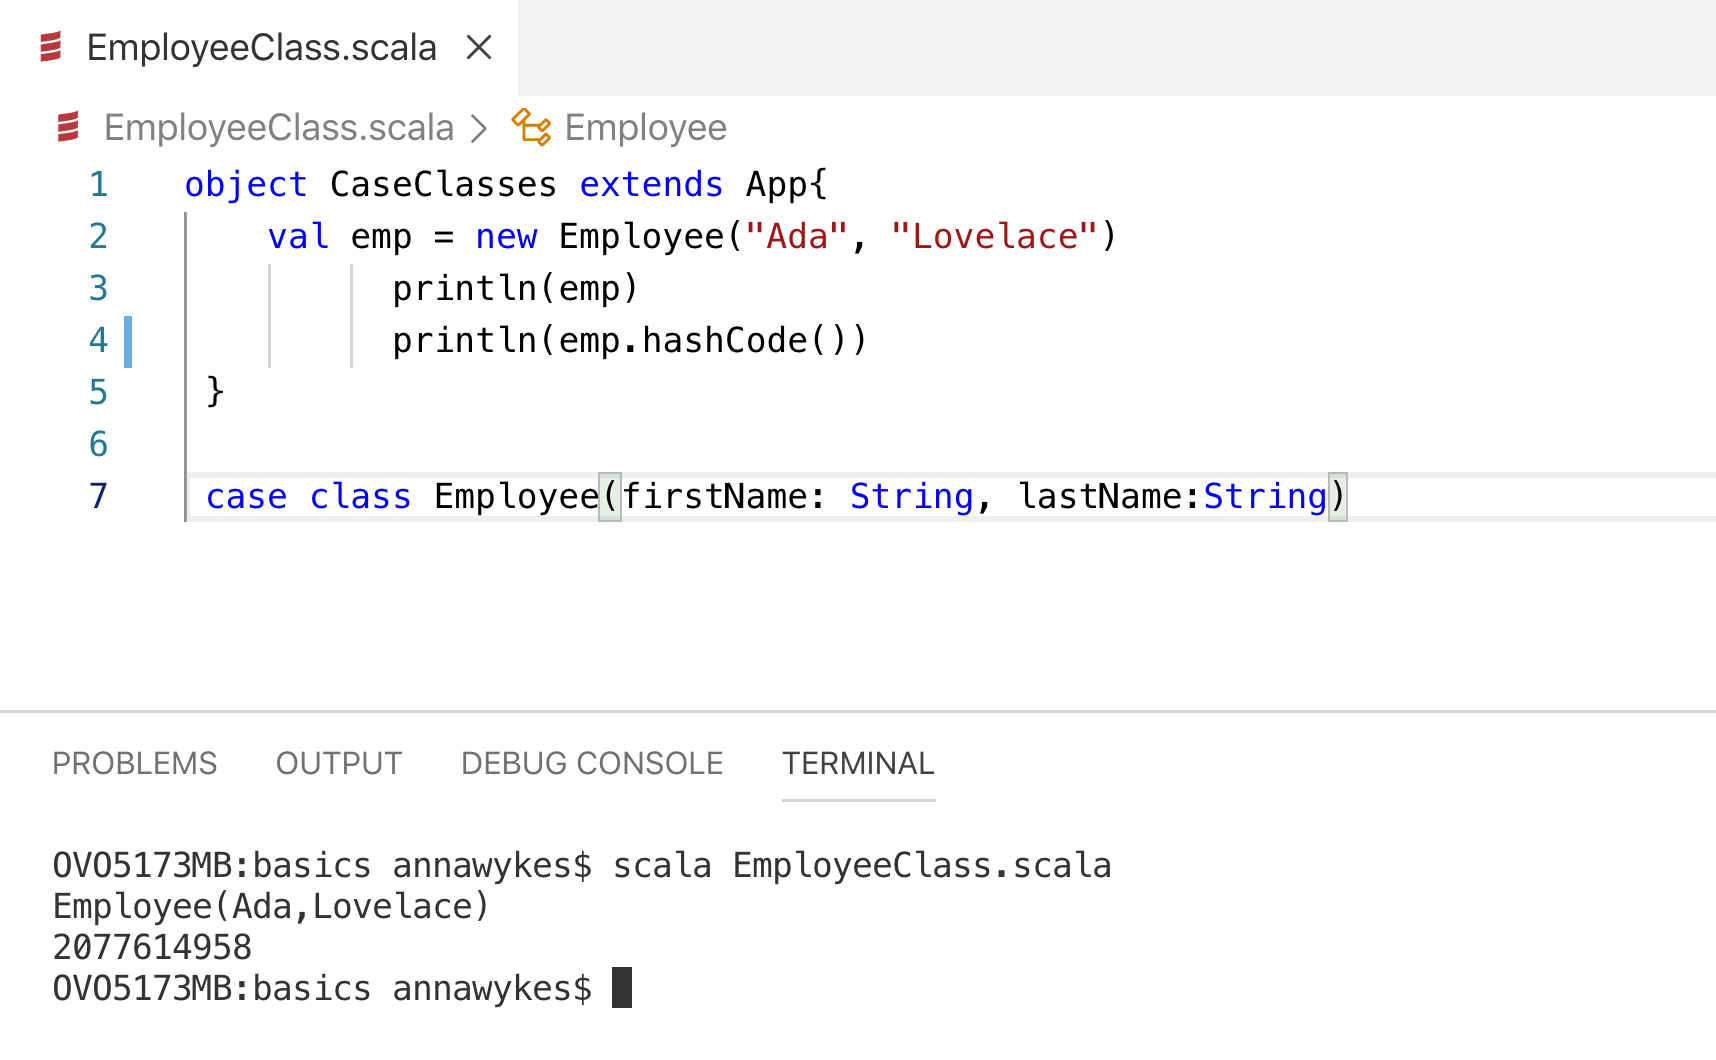 EmployeeClass.scala
EmployeeClass.scala > Employee
1 object CaseClasses extends App{
2     val emp = new Employee("Ada", "Lovelace")
3           println(emp)
4           println(emp.hashCode())
5  }
6
7  case class Employee(firstName: String, lastName:String)
PROBLEMS OUTPUT DEBUG CONSOLE TERMINAL
OVO5173MB:basics annawykes$ scala EmployeeClass.scala
Employee(Ada,Lovelace)
2077614958
OVO5173MB:basics annawykes$